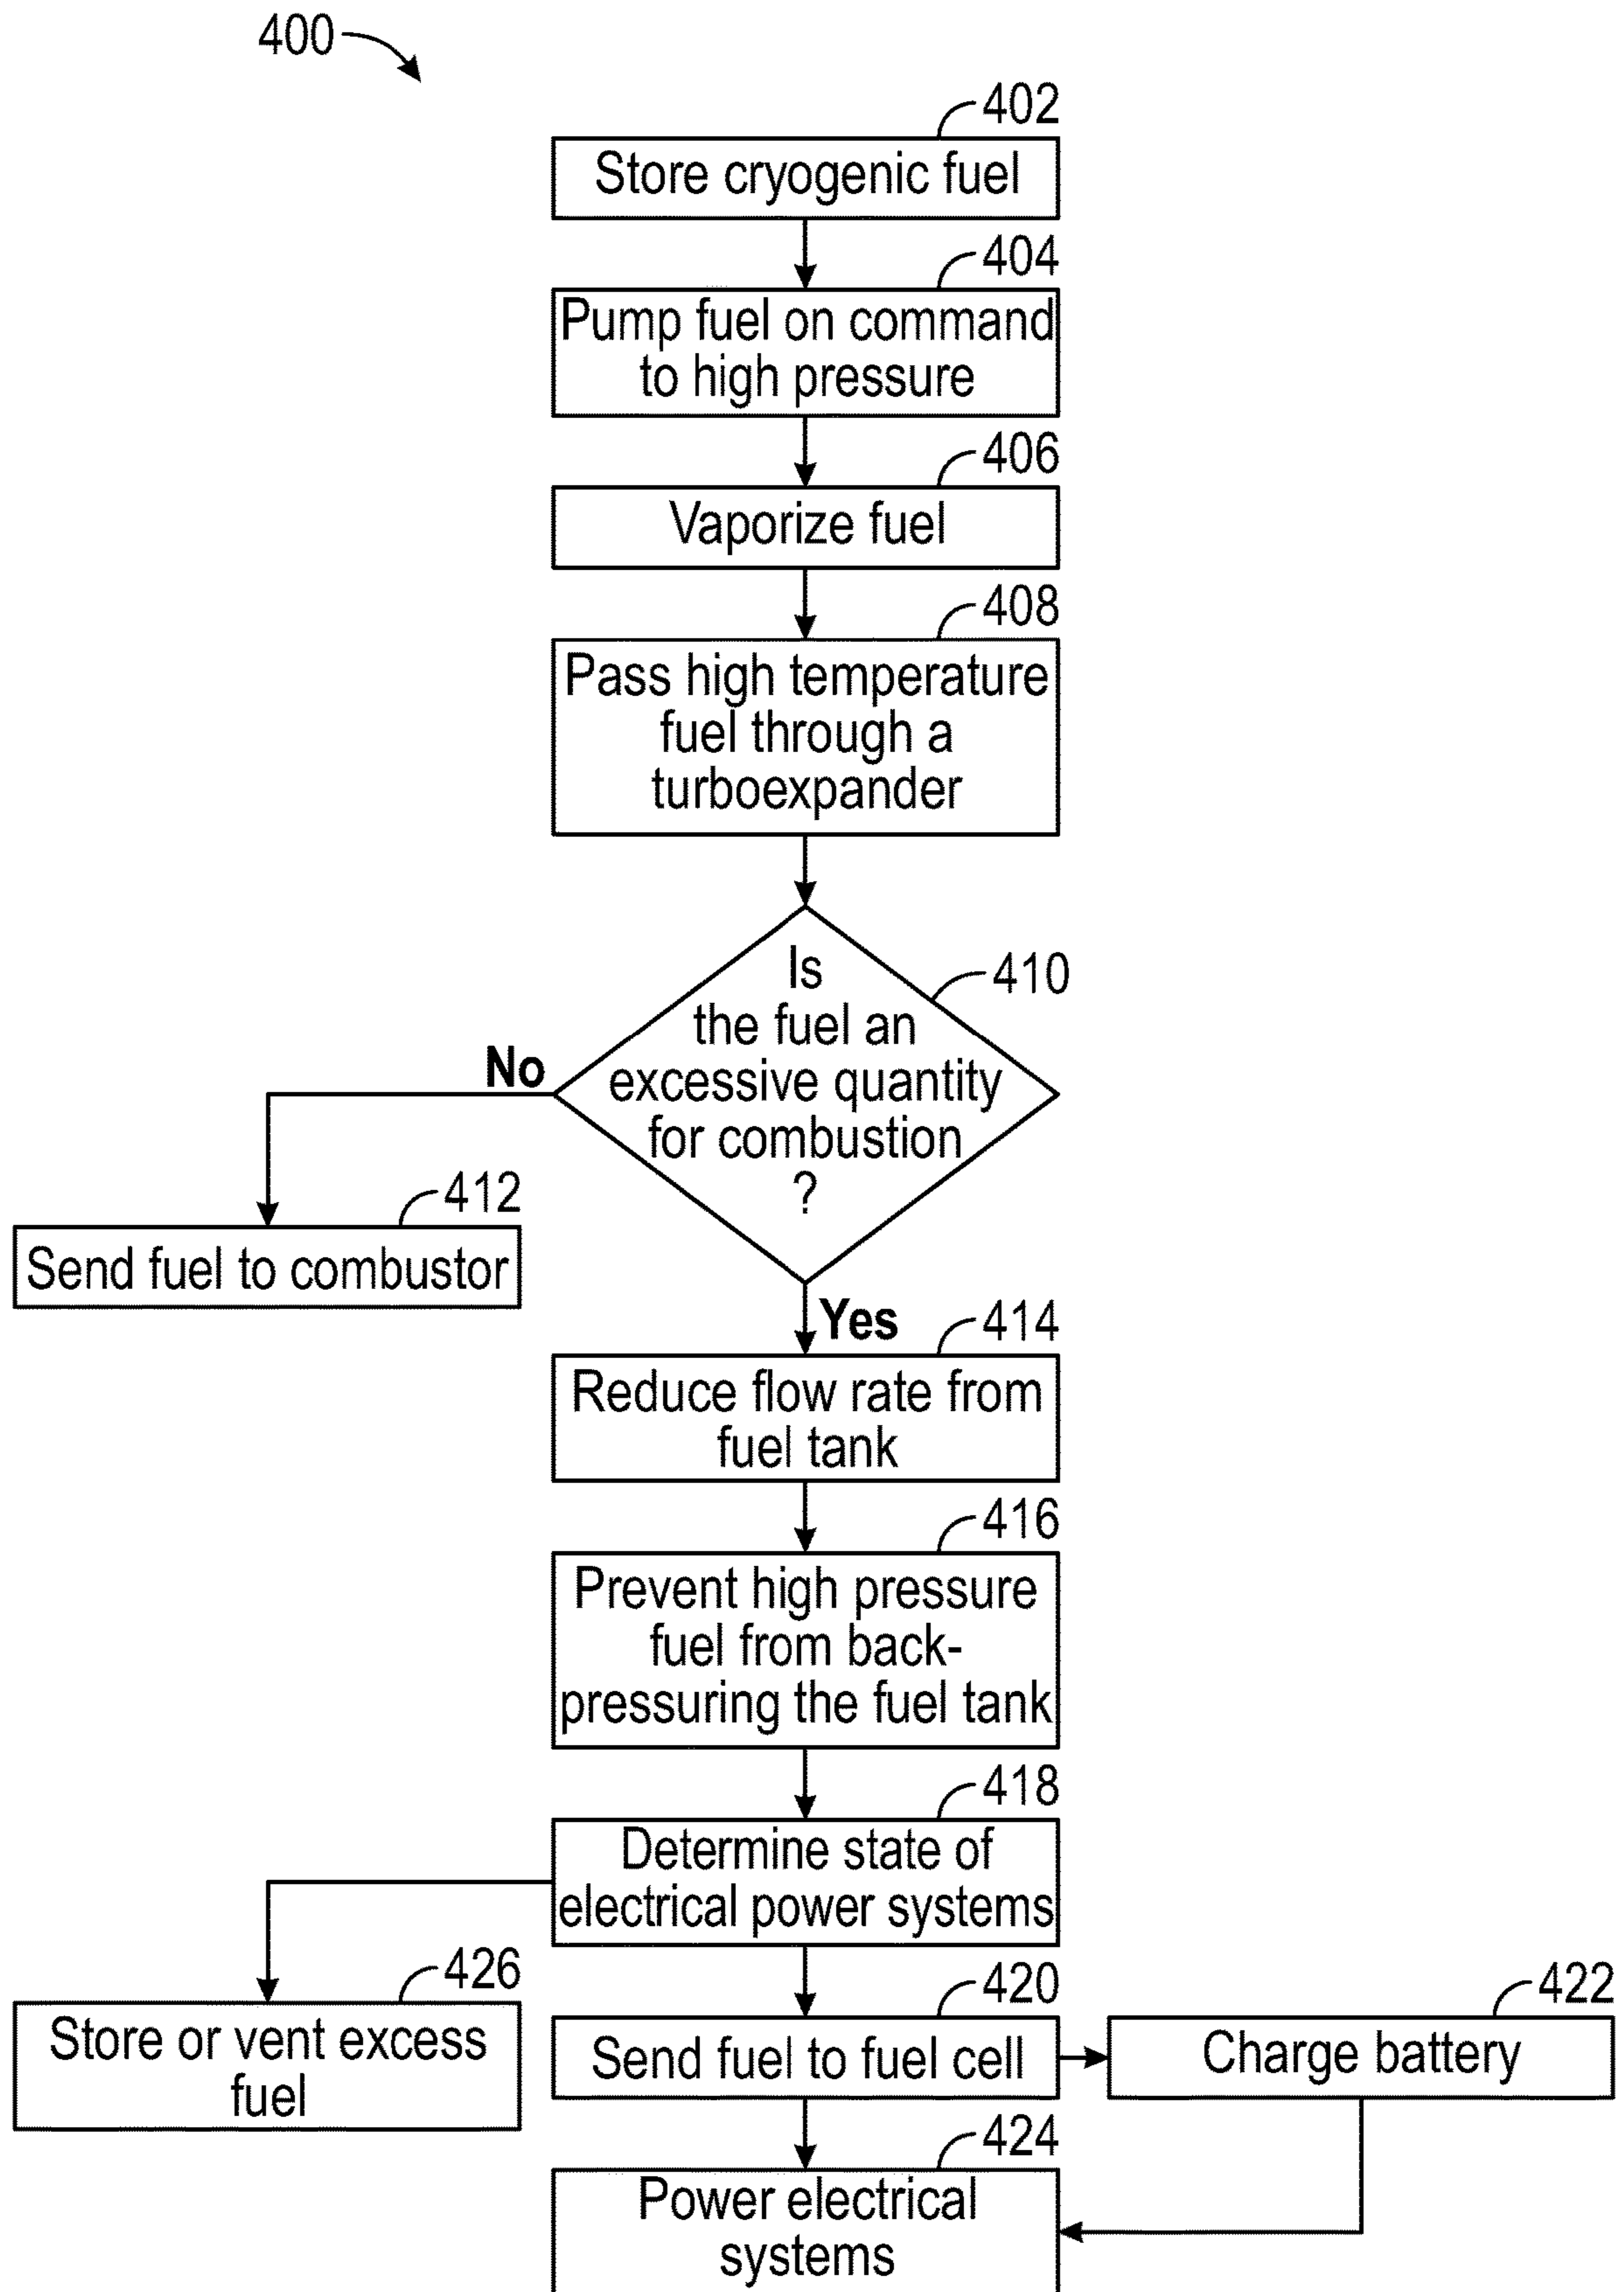 400
402
Store cryogenic fuel
404
Pump fuel on command
to high pressure
406
Vaporize fuel
408
Pass high temperature
fuel through a
turboexpander
410
Is
the fuel an
excessive quantity
for combustion
?
No
412
Send fuel to combustor
Yes
414
Reduce flow rate from
fuel tank
416
Prevent high pressure
fuel from back-
pressuring the fuel tank
418
Determine state of
electrical power systems
426
Store or vent excess
fuel
420
Send fuel to fuel cell
422
Charge battery
424
Power electrical
systems